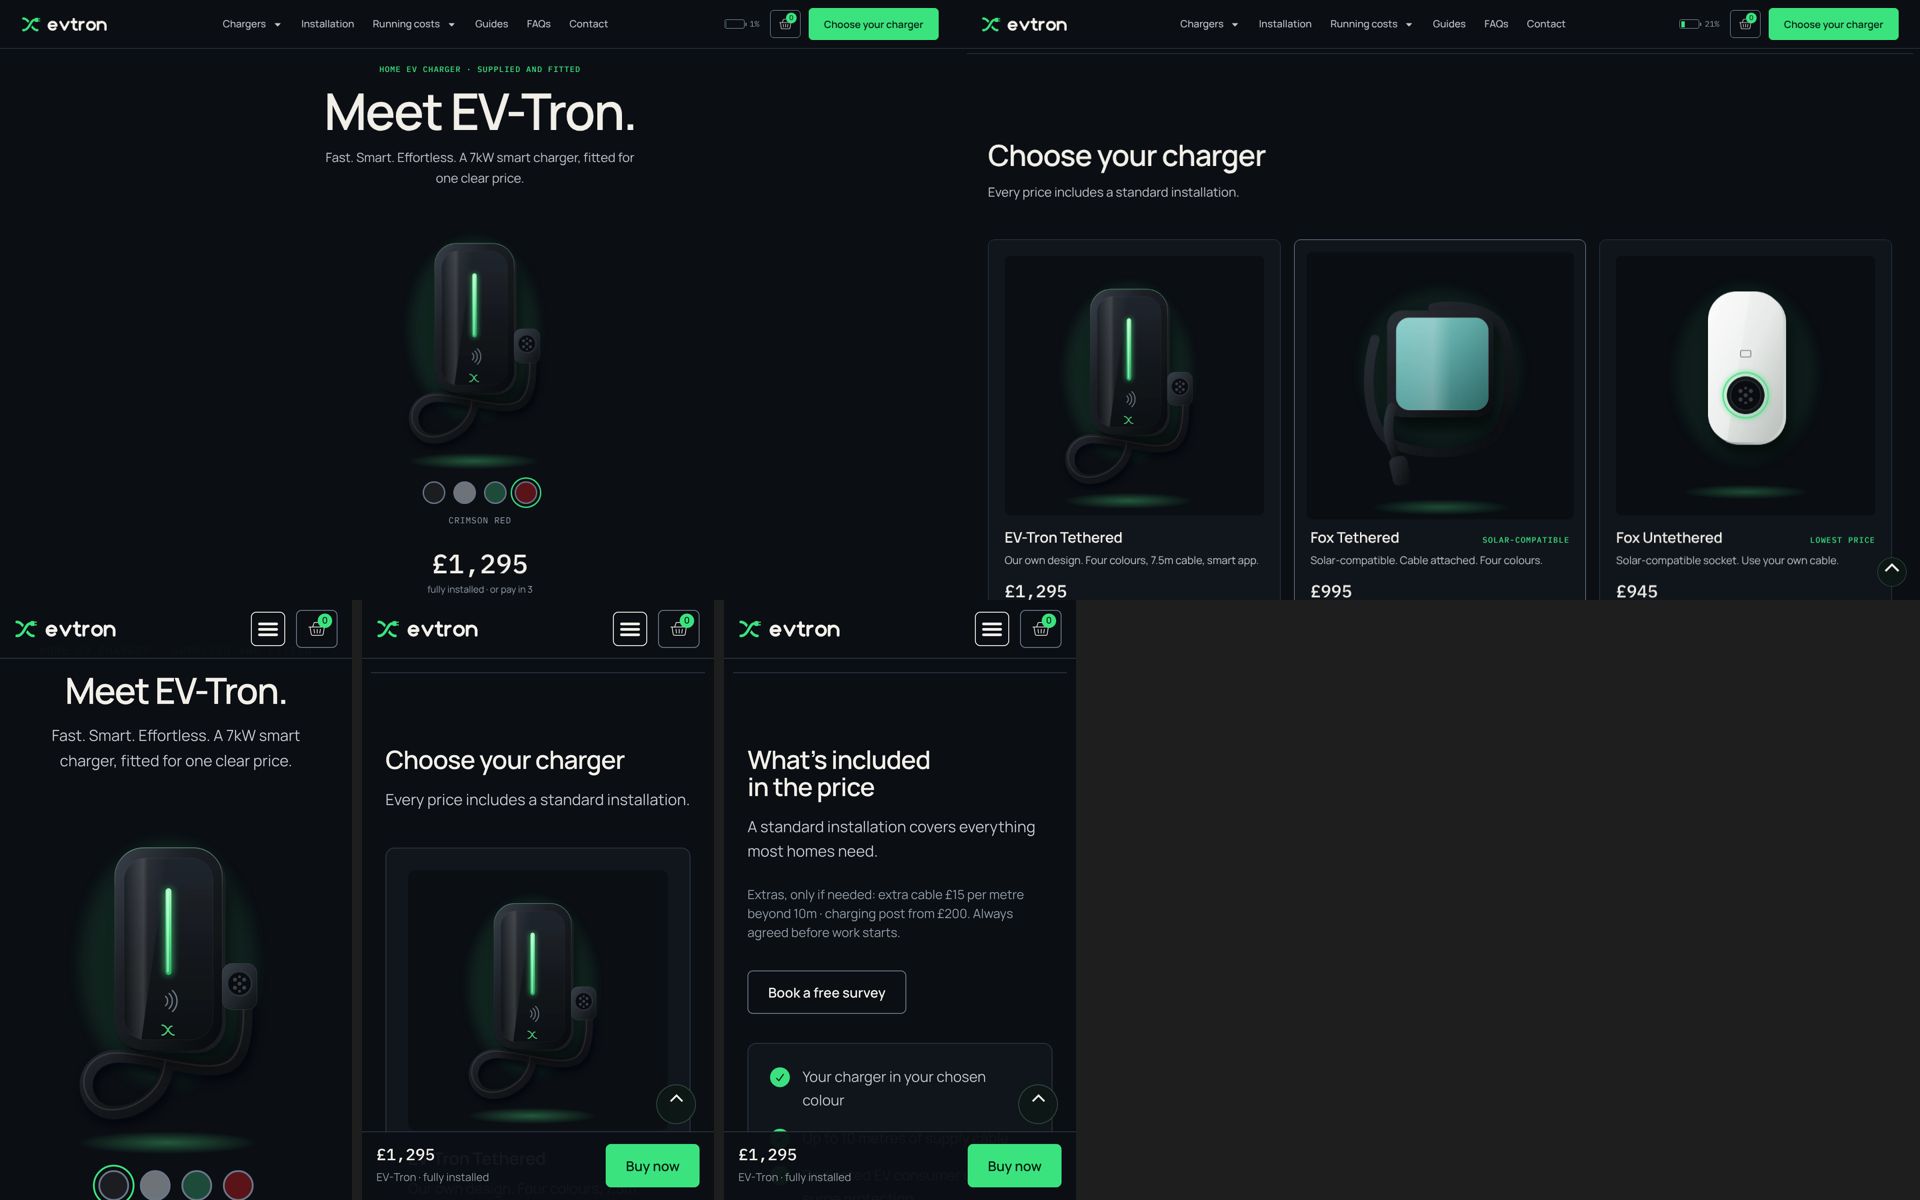 evtron
Chargers Installation Running costs Guides FAQs Contact
1%
0
Choose your charger
HOME EV CHARGER · SUPPLIED AND FITTED
Meet EV-Tron.
Fast. Smart. Effortless. A 7kW smart charger, fitted for
one clear price.
CRIMSON RED
£1,295
fully installed · or pay in 3
evtron
Chargers Installation Running costs Guides FAQs Contact
21%
0
Choose your charger
Choose your charger
Every price includes a standard installation.
EV-Tron Tethered
Our own design. Four colours, 7.5m cable, smart app.
£1,295
Fox Tethered
SOLAR-COMPATIBLE
Solar-compatible. Cable attached. Four colours.
£995
Fox Untethered
LOWEST PRICE
Solar-compatible socket. Use your own cable.
£945
evtron
0
Meet EV-Tron.
Fast. Smart. Effortless. A 7kW smart
charger, fitted for one clear price.
evtron
0
Choose your charger
Every price includes a standard installation.
£1,295
EV-Tron · fully installed
Buy now
evtron
0
What's included
in the price
A standard installation covers everything
most homes need.
Extras, only if needed: extra cable £15 per metre
beyond 10m · charging post from £200. Always
agreed before work starts.
Book a free survey
Your charger in your chosen
colour
Up to 10 metres of supply cable
£1,295
EV-Tron · fully installed
Buy now